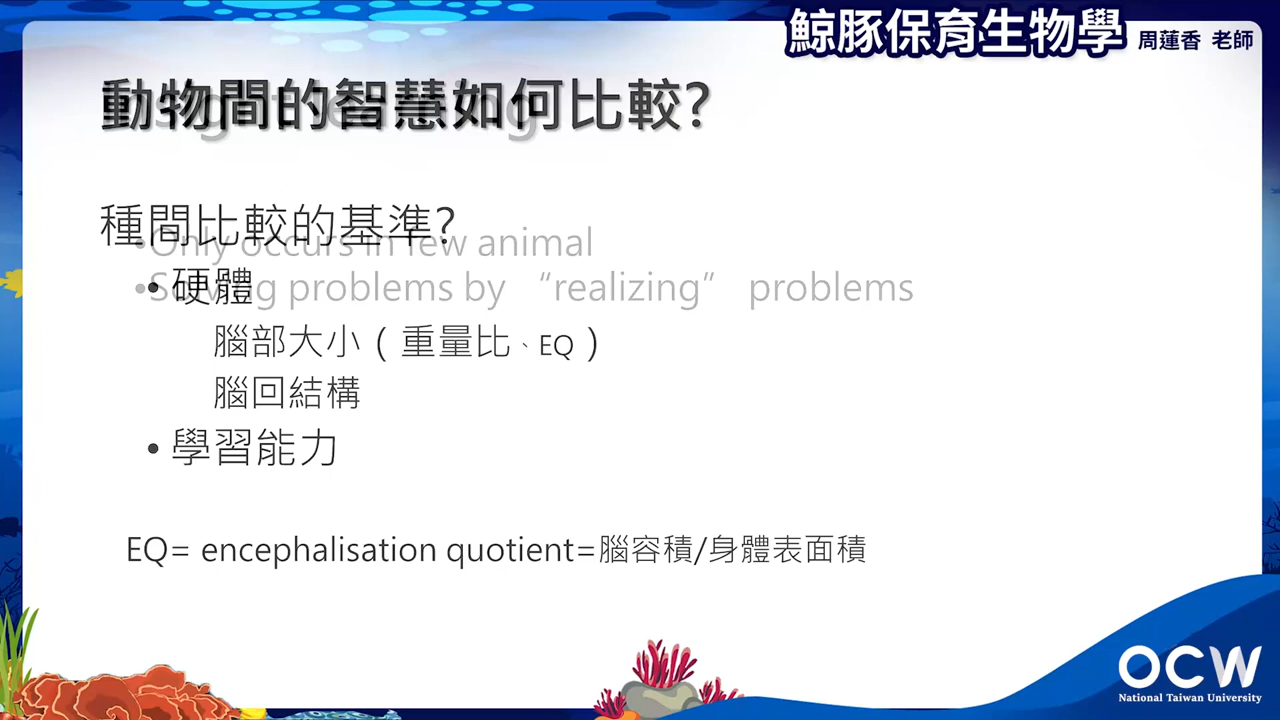 鯨豚保育生物學 周蓮香 老師
動物間的智慧如何比較?
種間比較的基準?
•Only occurs in few animal
• 硬體
•Solving problems by “realizing” problems
腦部大小（重量比、EQ）
腦回結構
• 學習能力
EQ= encephalisation quotient=腦容積/身體表面積
OCW
National Taiwan University